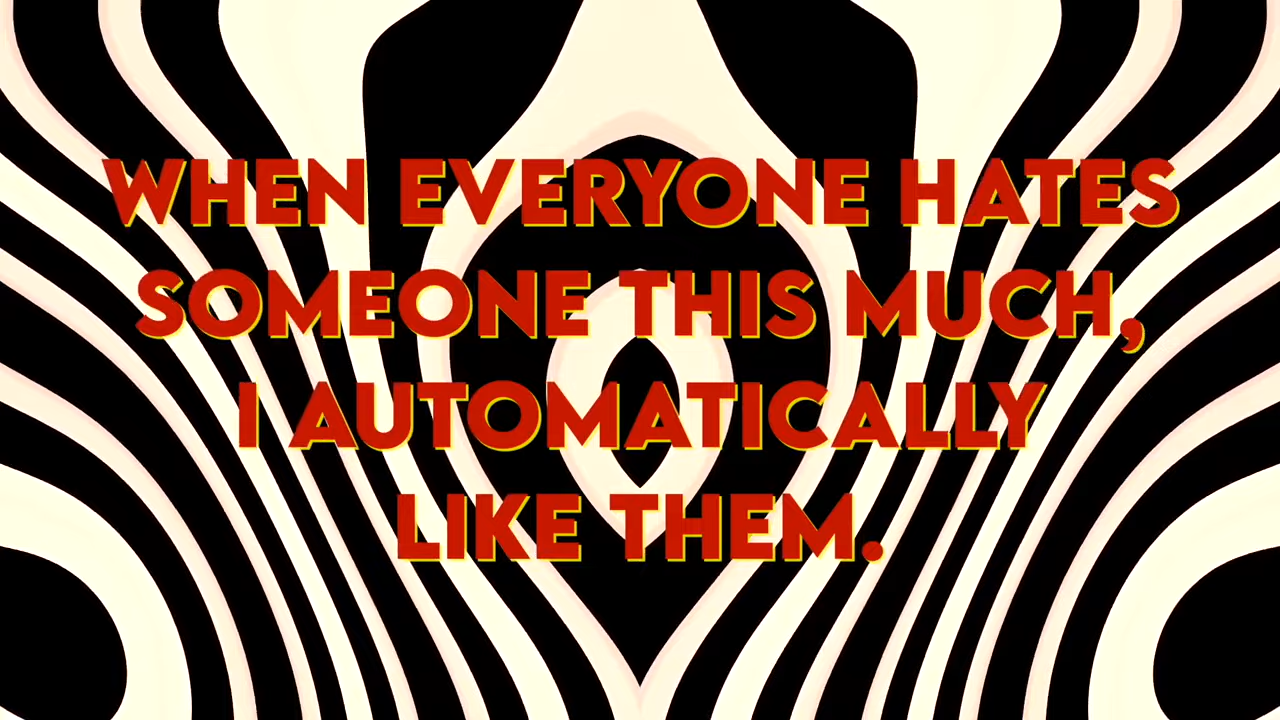 WHEN EVERYONE HATES
SOMEONE THIS MUCH,
I AUTOMATICALLY
LIKE THEM.